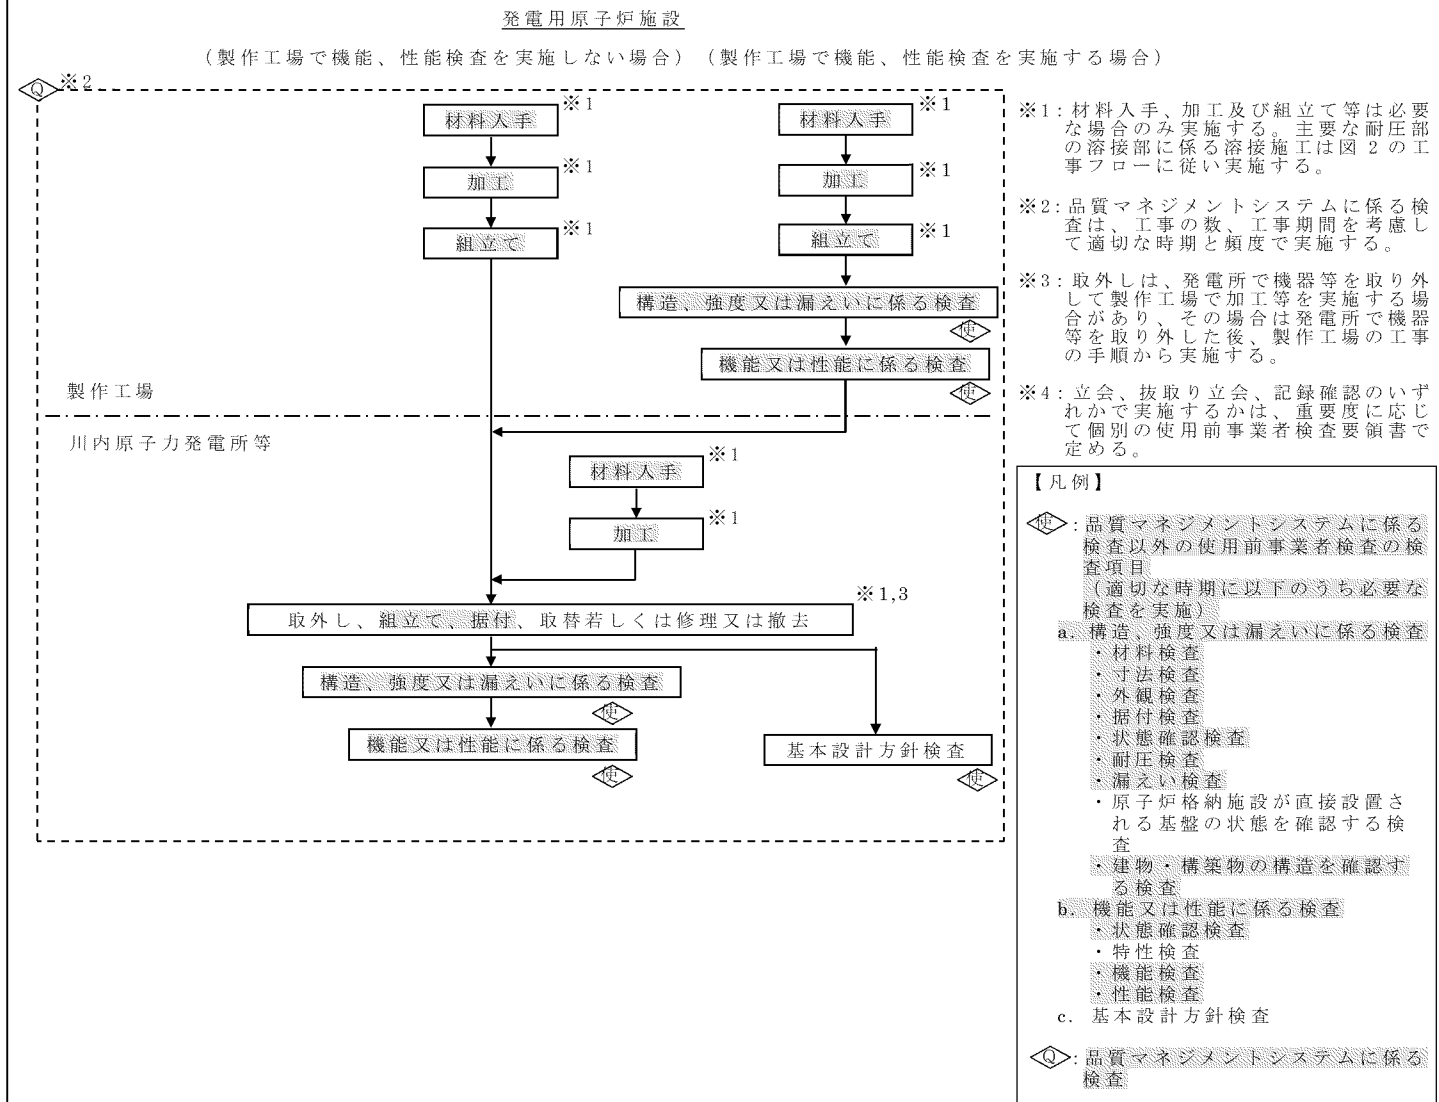 発電用原子炉施設
（製作工場で機能、性能検査を実施しない場合）（製作工場で機能、性能検査を実施する場合）
Q ※2
材料入手 ※1
加工 ※1
組立て ※1
材料入手 ※1
加工 ※1
組立て ※1
構造、強度又は漏えいに係る検査
使
機能又は性能に係る検査
使
製作工場
川内原子力発電所等
材料入手 ※1
加工 ※1
取外し、組立て、据付、取替若しくは修理又は撤去 ※1,3
構造、強度又は漏えいに係る検査
使
機能又は性能に係る検査
使
基本設計方針検査
使
※1：材料入手、加工及び組立て等は必要
な場合のみ実施する。主要な耐圧部
の溶接部に係る溶接施工は図２の工
事フローに従い実施する。
※2：品質マネジメントシステムに係る検
査は、工事の数、工事期間を考慮し
て適切な時期と頻度で実施する。
※3：取外しは、発電所で機器等を取り外
して製作工場で加工等を実施する場
合があり、その場合は発電所で機器
等を取り外した後、製作工場の工事
の手順から実施する。
※4：立会、抜取り立会、記録確認のいず
れかで実施するかは、重要度に応じ
て個別の使用前事業者検査要領書で
定める。
【凡例】
使：品質マネジメントシステムに係る
検査以外の使用前事業者検査の検
査項目
（適切な時期に以下のうち必要な
検査を実施）
a. 構造、強度又は漏えいに係る検査
・材料検査
・寸法検査
・外観検査
・据付検査
・状態確認検査
・耐圧検査
・漏えい検査
・原子炉格納施設が直接設置さ
れる基盤の状態を確認する検
査
・建物・構築物の構造を確認す
る検査
b. 機能又は性能に係る検査
・状態確認検査
・特性検査
・機能検査
・性能検査
c. 基本設計方針検査
Q：品質マネジメントシステムに係る
検査